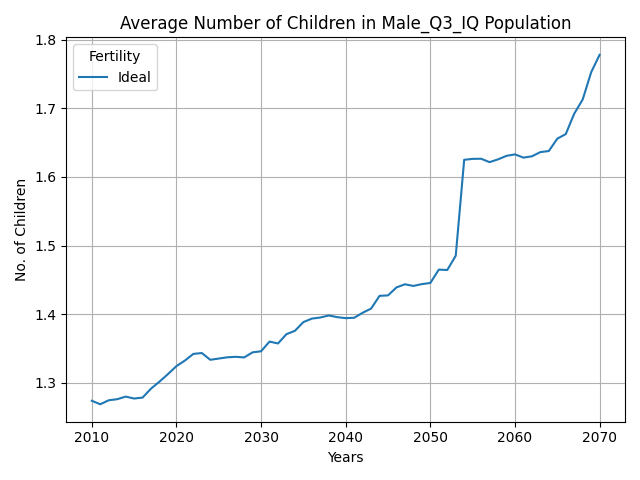 Average Number of Children in Male_Q3_IQ Population
Fertility
Ideal
No. of Children
1.8
1.7
1.6
1.5
1.4
1.3
2010 2020 2030 2040 2050 2060 2070
Years